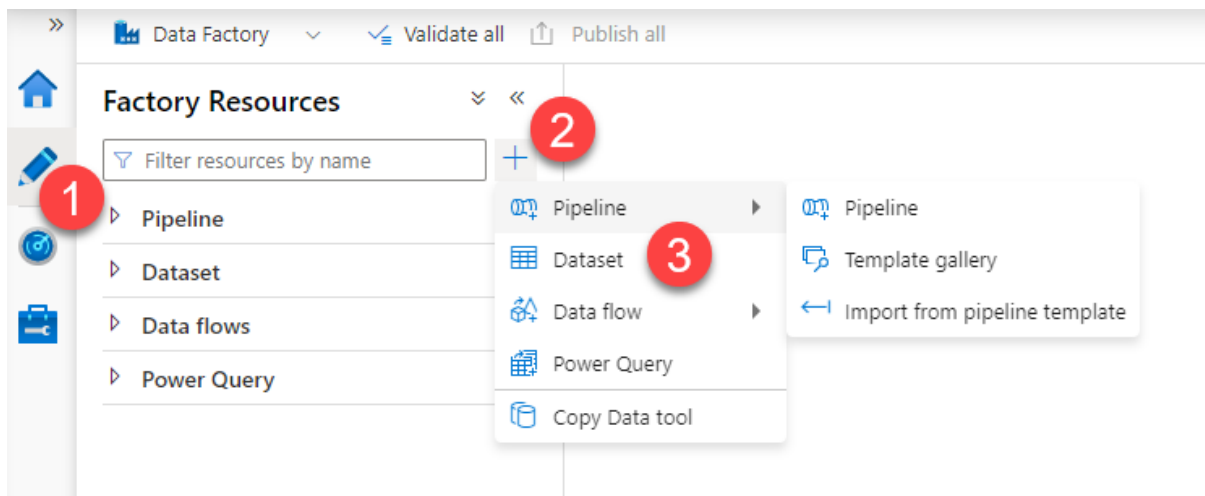 Data Factory
Validate all
Publish all
Factory Resources
2
Filter resources by name
1
Pipeline
Dataset
Data flows
Power Query
Pipeline
Dataset
3
Data flow
Power Query
Copy Data tool
Pipeline
Template gallery
Import from pipeline template